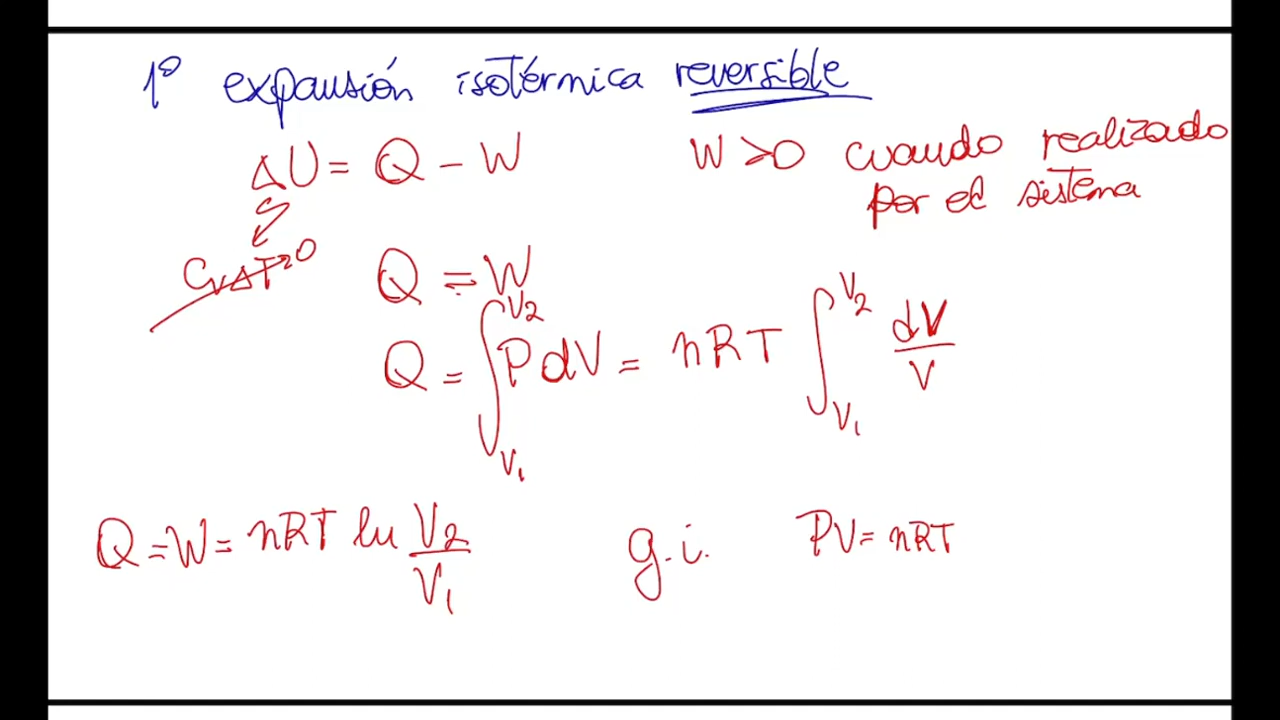 1º expansión isotérmica reversible
ΔU = Q - W
W > 0 cuando realizado
por el sistema
CvΔT = 0
Q = W
Q = ∫_{V1}^{V2} P dV = nRT ∫_{V1}^{V2} dV/V
Q = W = nRT ln V2/V1
g.i. PV = nRT